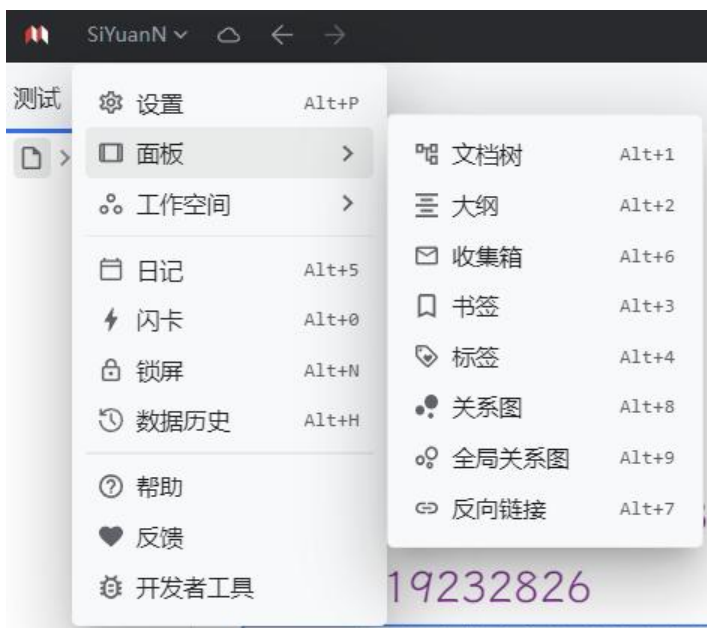 SiYuanN
测试
设置 Alt+P
面板
工作空间
日记 Alt+5
闪卡 Alt+0
锁屏 Alt+N
数据历史 Alt+H
帮助
反馈
开发者工具
文档树 Alt+1
大纲 Alt+2
收集箱 Alt+6
书签 Alt+3
标签 Alt+4
关系图 Alt+8
全局关系图 Alt+9
反向链接 Alt+7
19232826